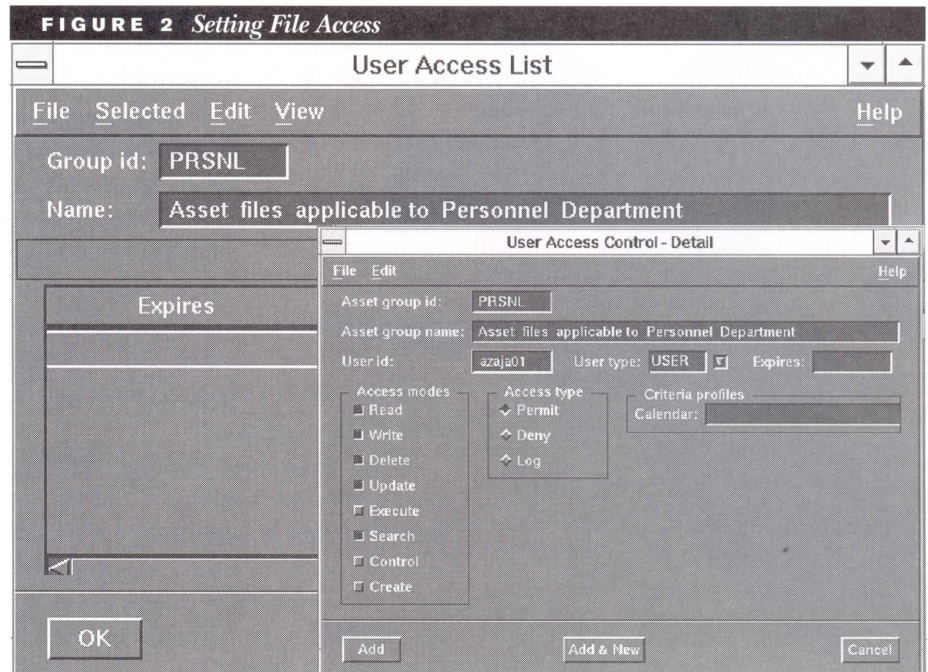 FIGURE 2 Setting File Access
User Access List
File Selected Edit View Help
Group id: PRSNL
Name: Asset files applicable to Personnel Department
Expires
OK
User Access Control - Detail
File Edit Help
Asset group id: PRSNL
Asset group name: Asset files applicable to Personnel Department
User id: azaja01 User type: USER Expires:
Access modes
Read
Write
Delete
Update
Execute
Search
Control
Create
Access type
Permit
Deny
Log
Criteria profiles
Calendar:
Add Add & New Cancel